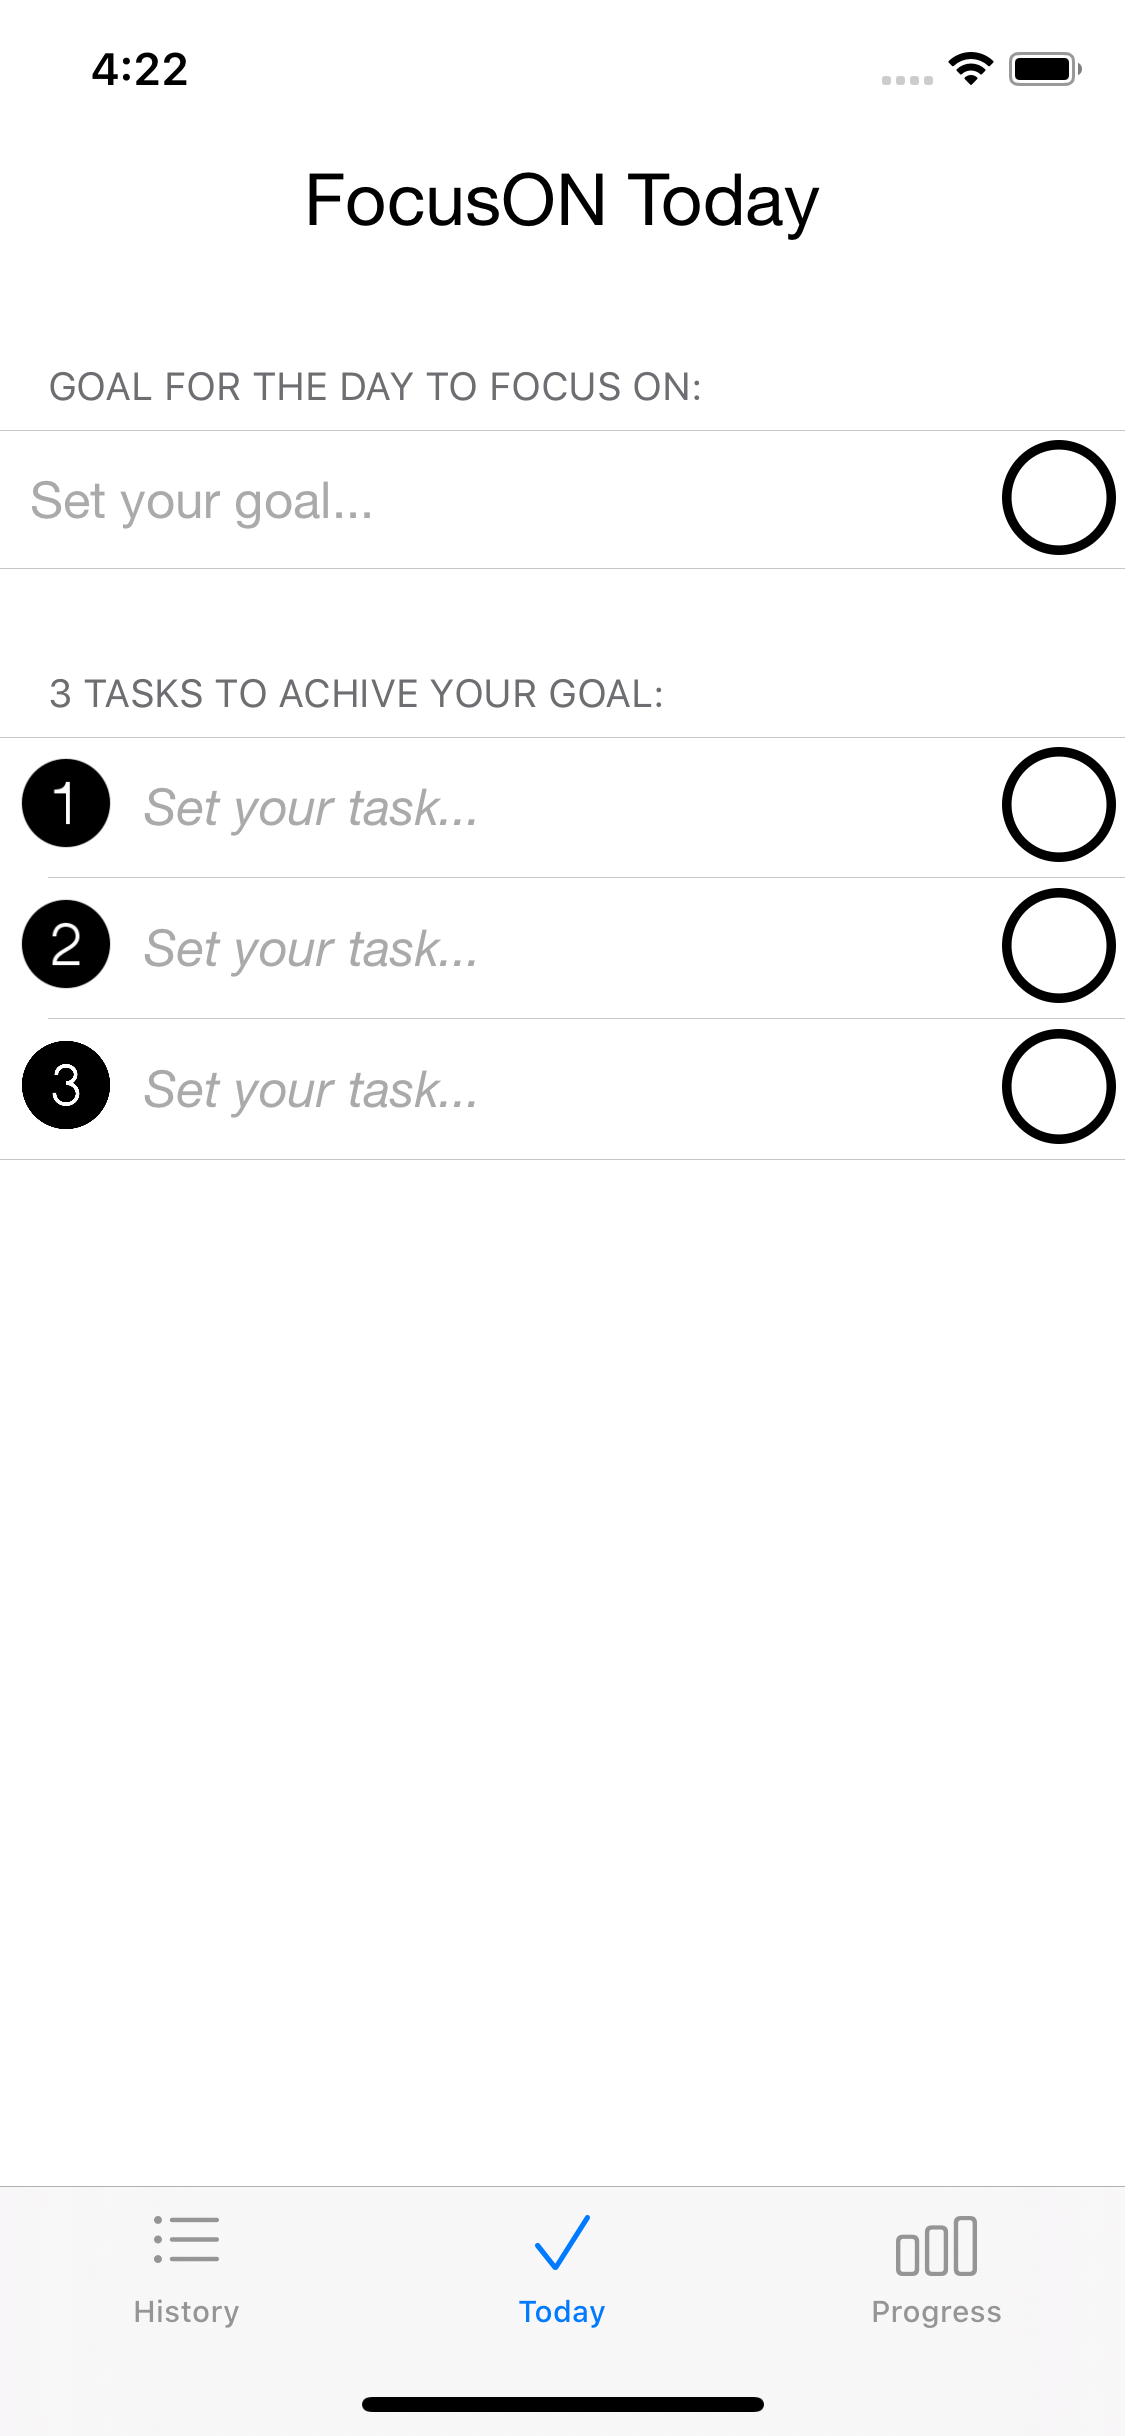 4:22
FocusON Today
GOAL FOR THE DAY TO FOCUS ON:
Set your goal...
3 TASKS TO ACHIVE YOUR GOAL:
1 Set your task...
2 Set your task...
3 Set your task...
History Today Progress